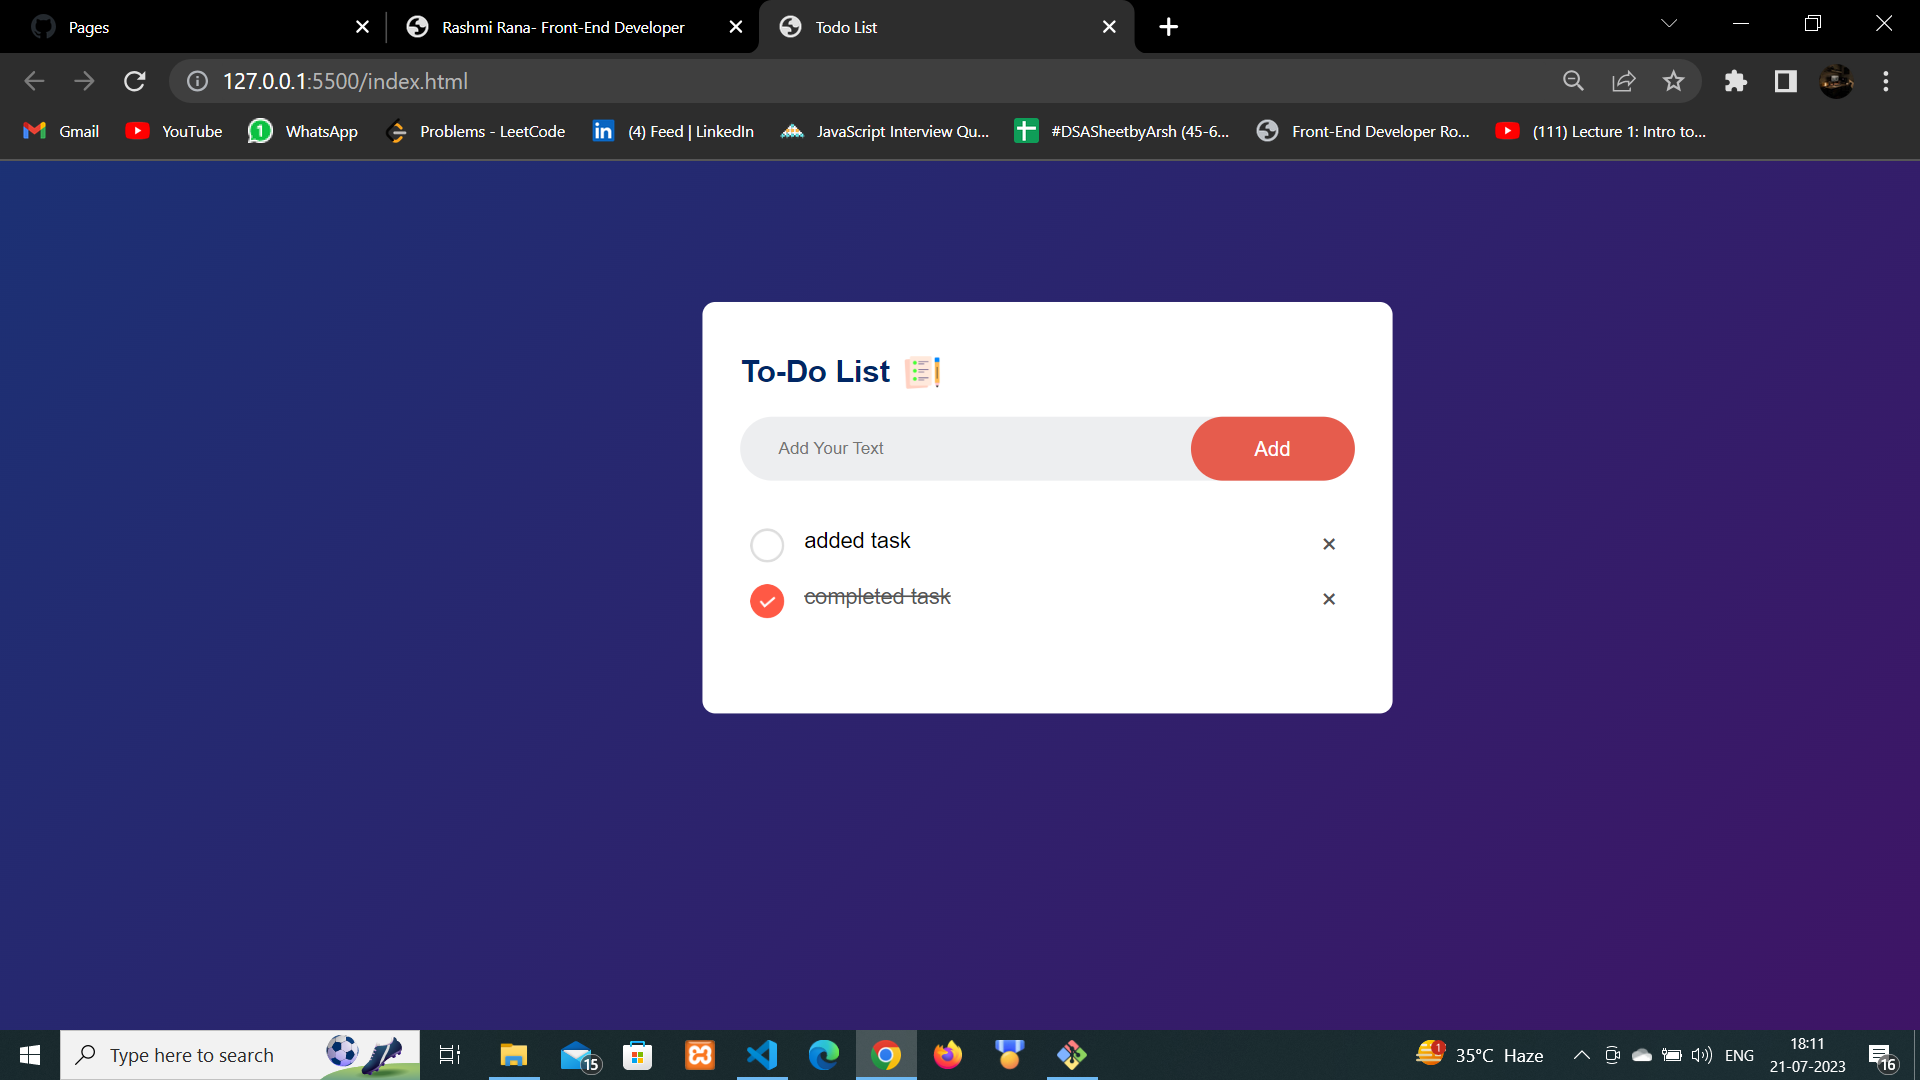 Pages
Rashmi Rana- Front-End Developer
Todo List
127.0.0.1:5500/index.html
Gmail
YouTube
1
WhatsApp
Problems - LeetCode
in
(4) Feed | LinkedIn
JavaScript Interview Qu...
#DSASheetbyArsh (45-6...
Front-End Developer Ro...
(111) Lecture 1: Intro to...
To-Do List
Add Your Text
Add
added task
completed task
Type here to search
15
1
35°C Haze
ENG
18:11
21-07-2023
16